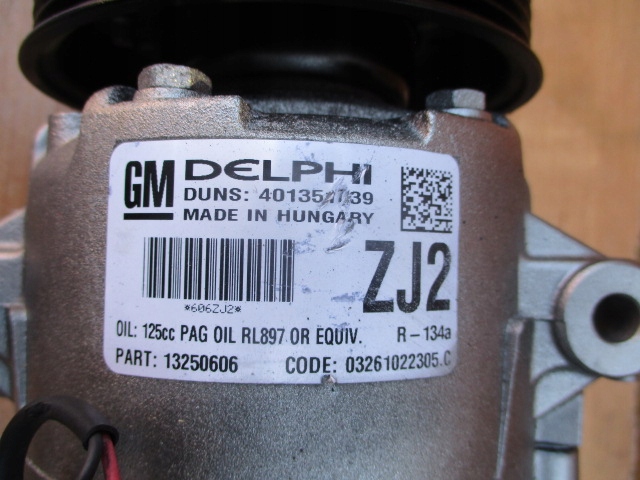 GM DELPHI
DUNS:
MADE IN HUNGARY
*606ZJ2*
ZJ2
OIL: 125cc PAG OIL RL897 OR EQUIV. R-134a
PART: 13250606 CODE: 03261022305.C